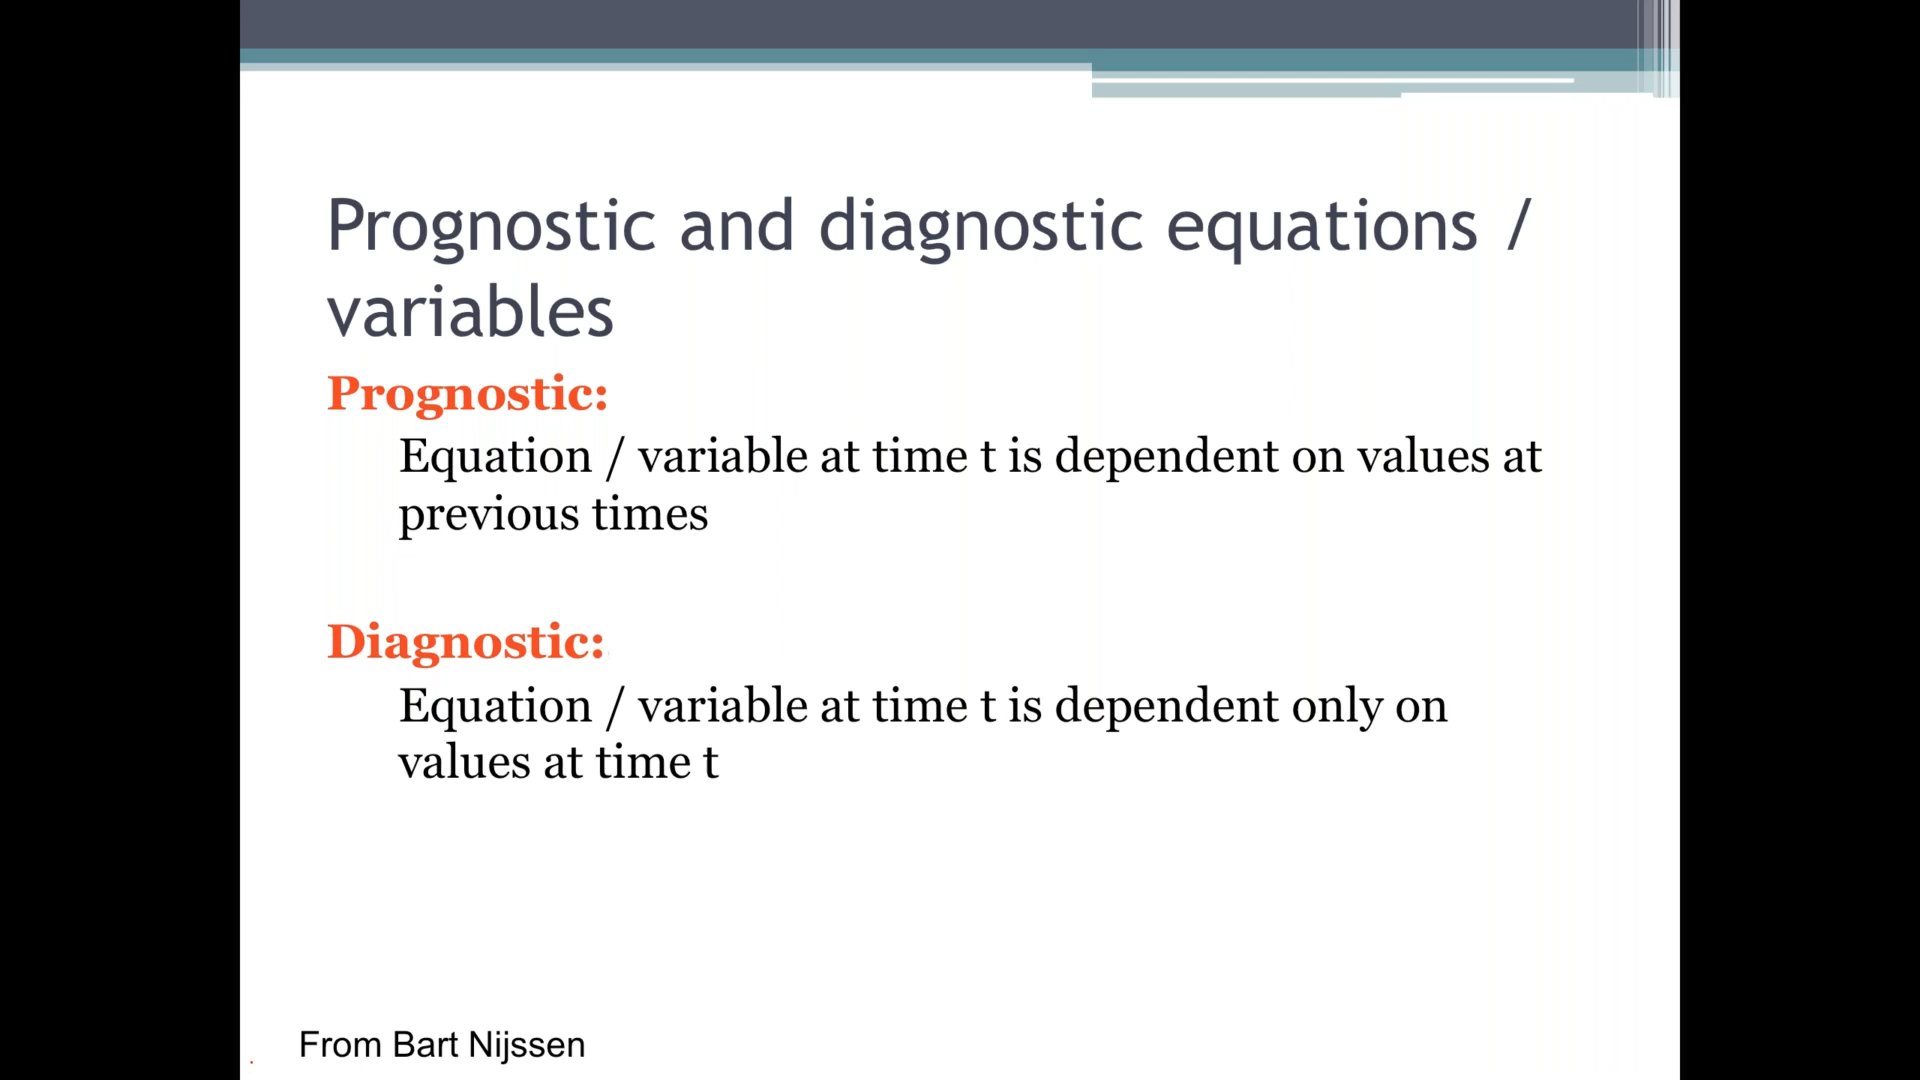 Prognostic and diagnostic equations /
variables
Prognostic:
Equation / variable at time t is dependent on values at
previous times
Diagnostic:
Equation / variable at time t is dependent only on
values at time t
From Bart Nijssen